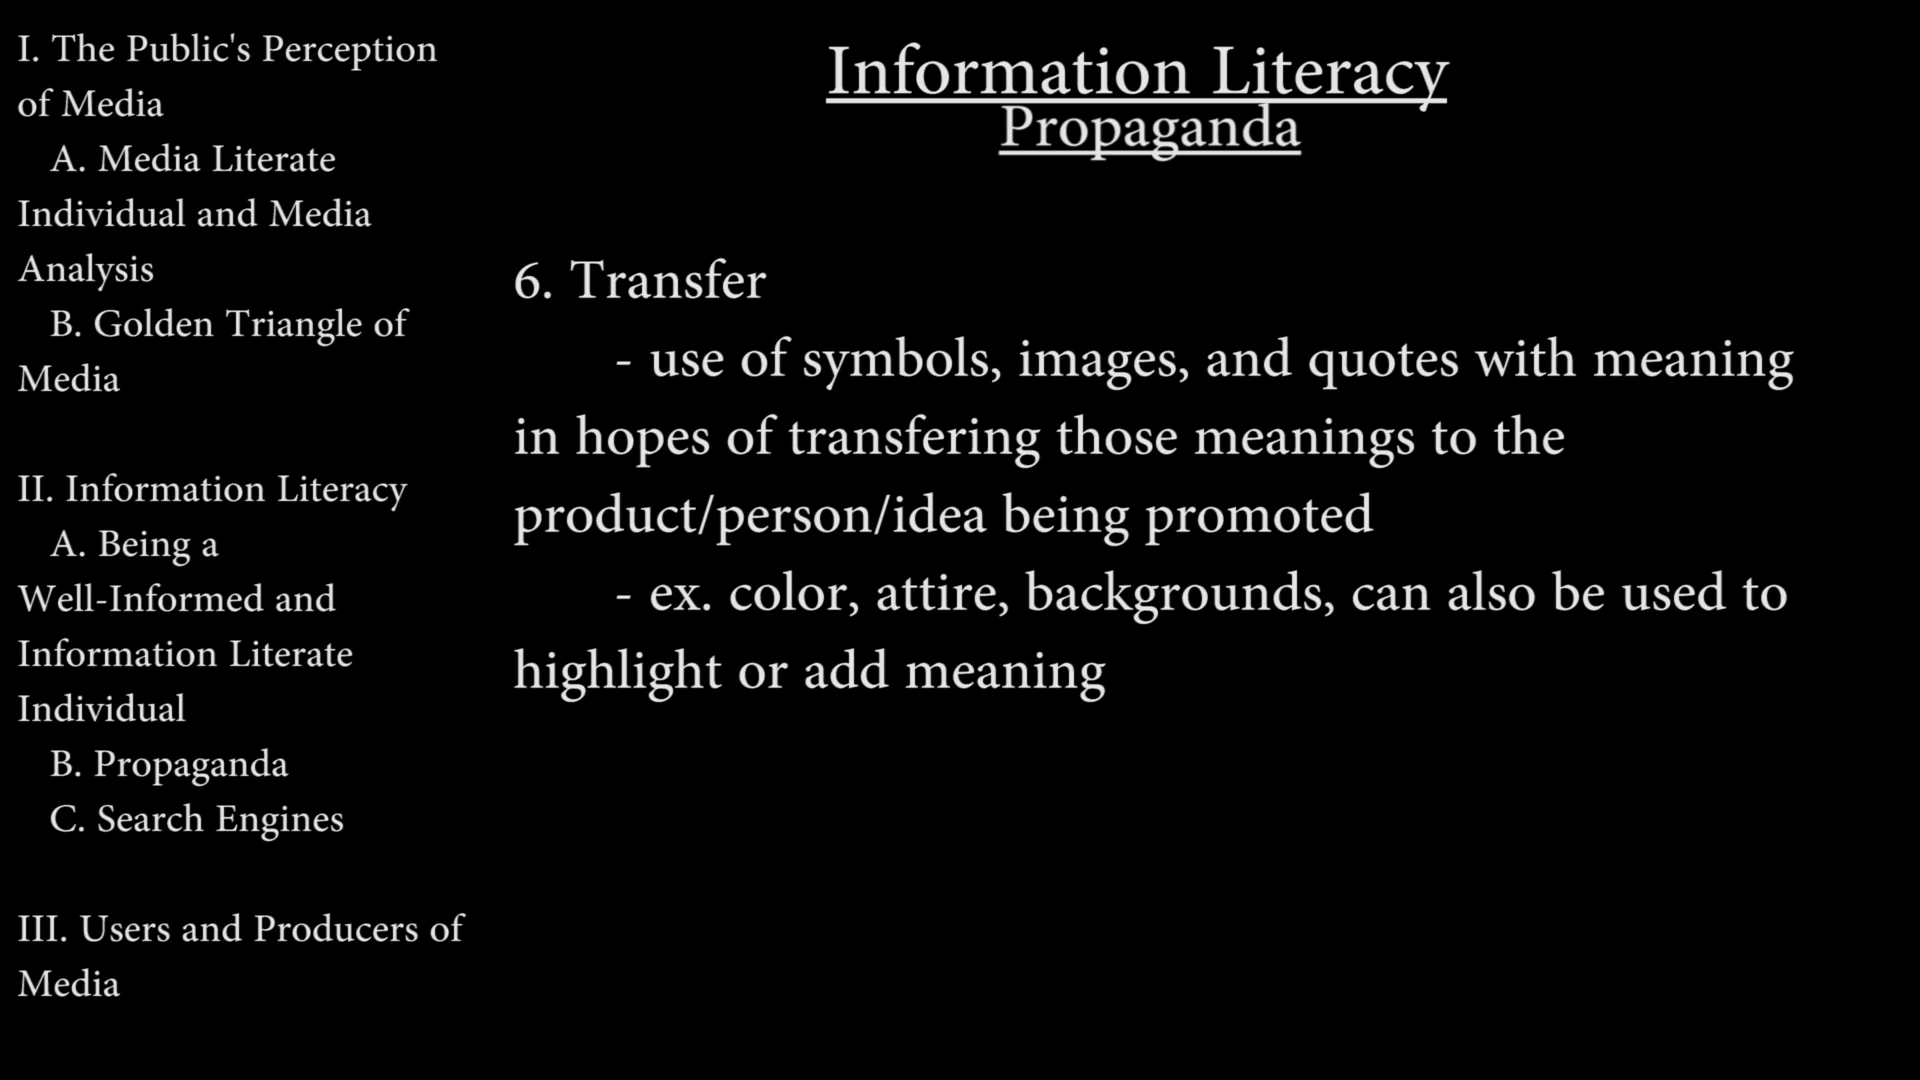 I. The Public's Perception
of Media
A. Media Literate
Individual and Media
Analysis
B. Golden Triangle of
Media
II. Information Literacy
A. Being a
Well-Informed and
Information Literate
Individual
B. Propaganda
C. Search Engines
III. Users and Producers of
Media
Information Literacy
Propaganda
6. Transfer
- use of symbols, images, and quotes with meaning
in hopes of transfering those meanings to the
product/person/idea being promoted
- ex. color, attire, backgrounds, can also be used to
highlight or add meaning